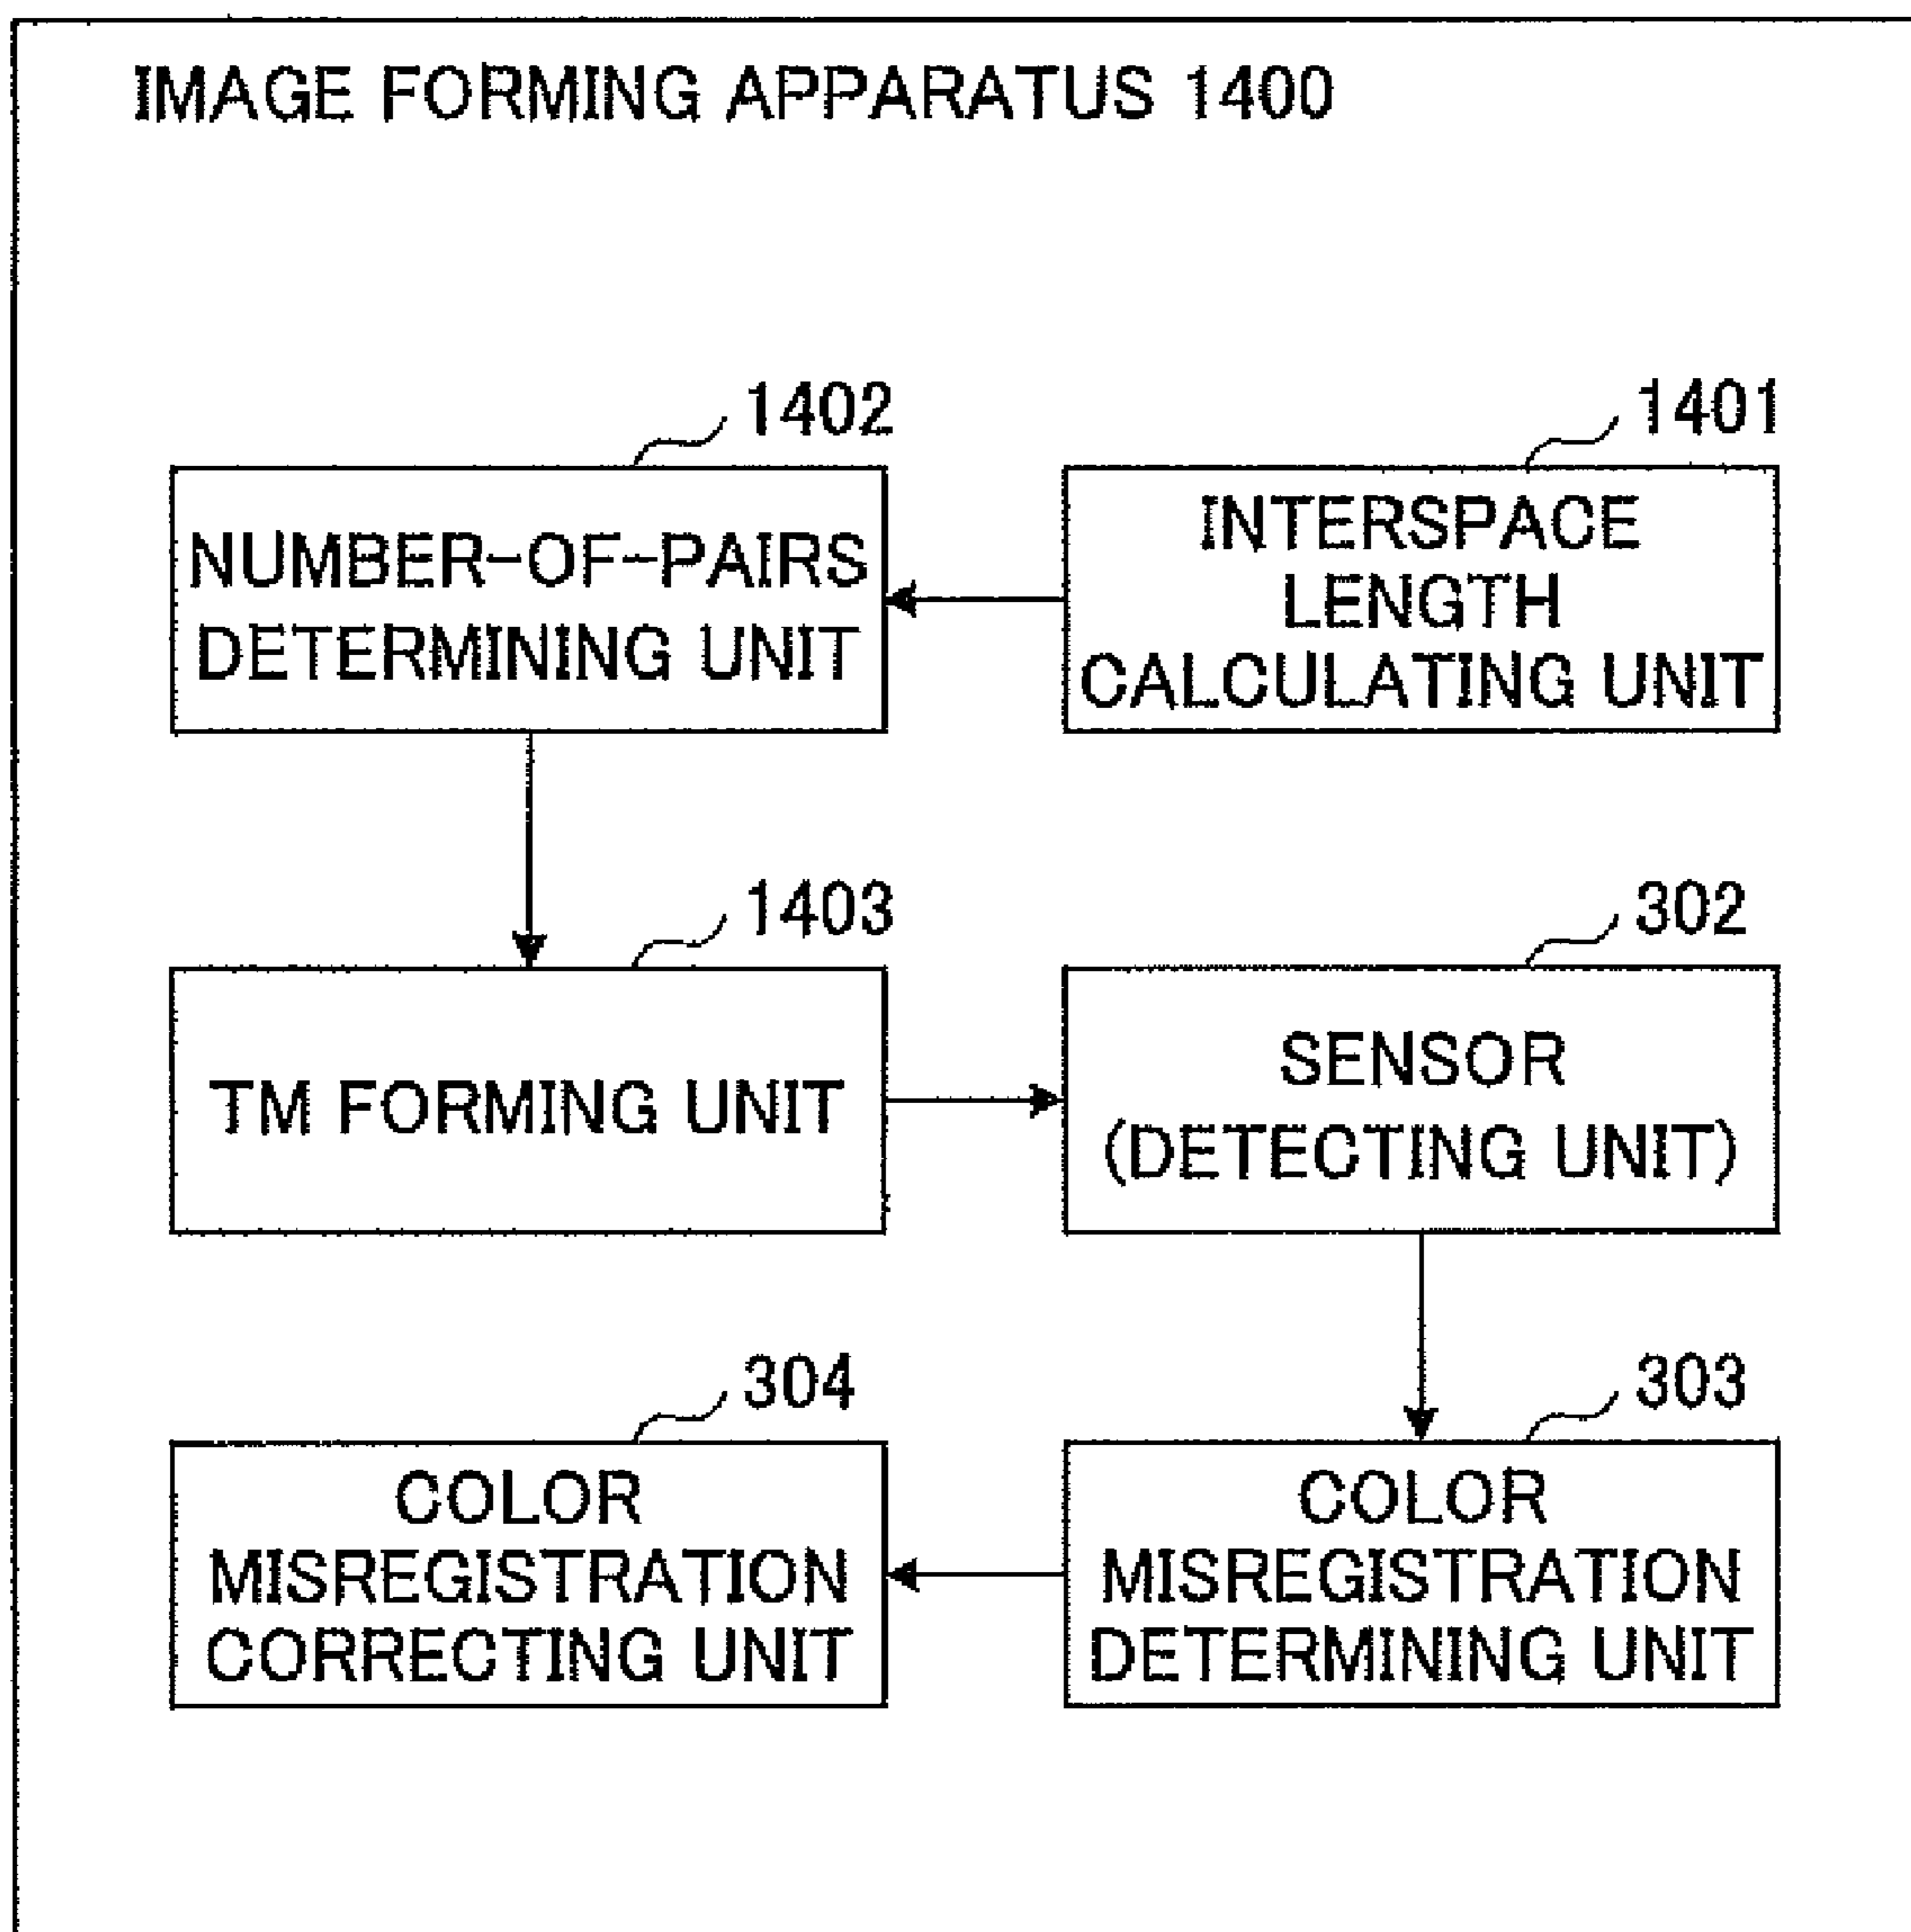 IMAGE FORMING APPARATUS 1400
1402
NUMBER-OF-PAIRS
DETERMINING UNIT
1401
INTERSPACE
LENGTH
CALCULATING UNIT
1403
TM FORMING UNIT
302
SENSOR
(DETECTING UNIT)
304
COLOR
MISREGISTRATION
CORRECTING UNIT
303
COLOR
MISREGISTRATION
DETERMINING UNIT